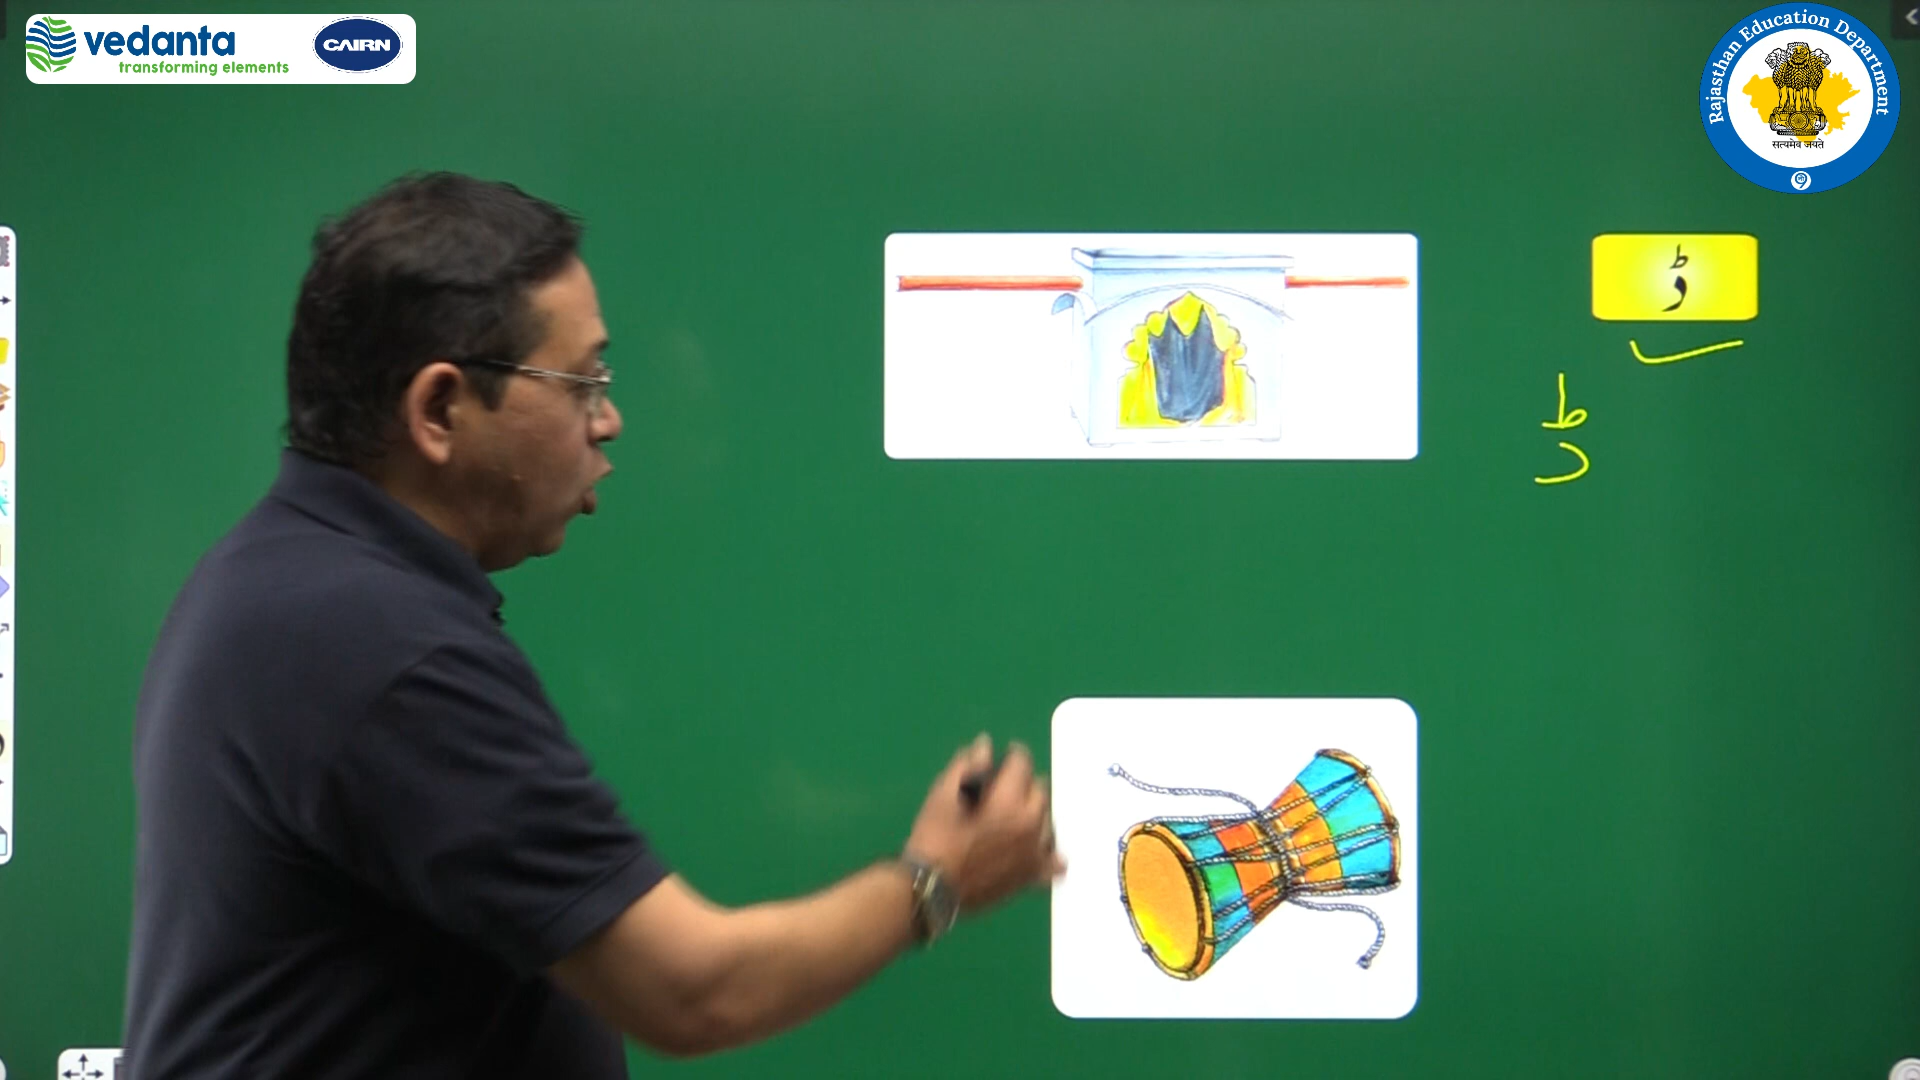 vedanta
transforming elements
CAIRN
Rajasthan Education Department
सत्यमेव जयते
ڈ
ڈ